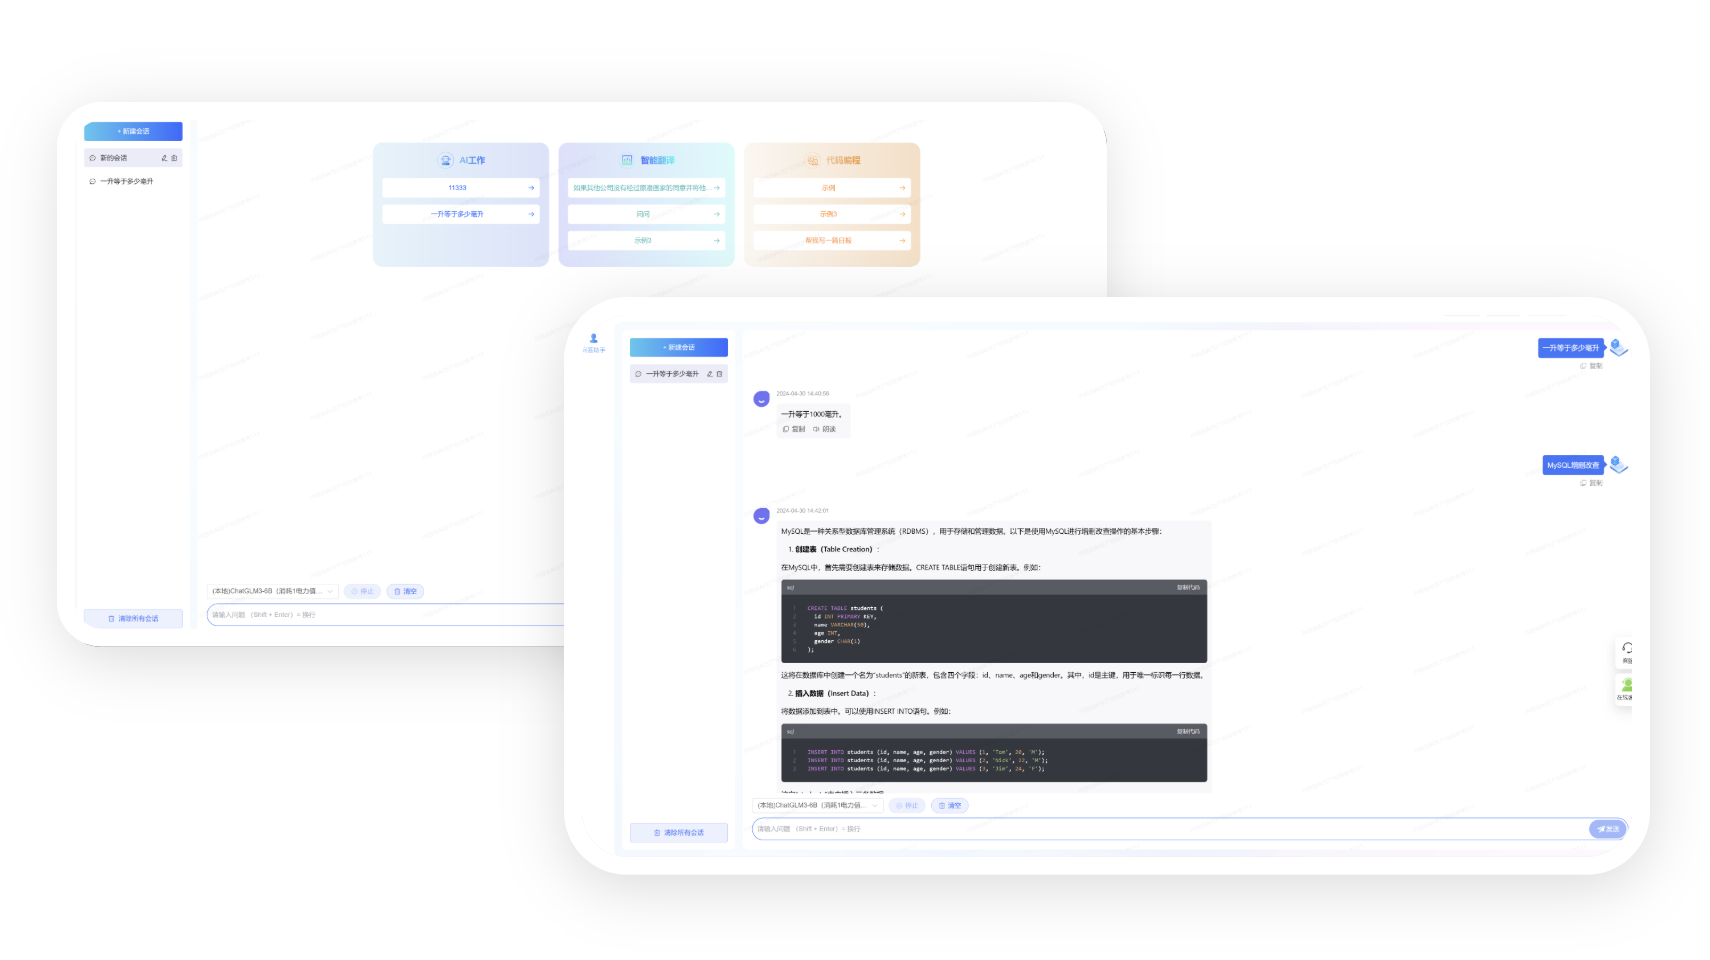 + 新建会话
新的会话
一升等于多少毫升
清除所有会话
AI工作
11333
一升等于多少毫升
智能翻译
问问
示例2
代码编程
示例
示例3
帮我写一篇日报
(本地)ChatGLM3-6B（消耗1电力值...
停止
清空
请输入问题 （Shift + Enter）= 换行
+ 新建会话
一升等于多少毫升
清除所有会话
一升等于多少毫升
复制
2024-04-30 14:40:56
一升等于1000毫升。
复制 朗读
MySQL增删改查
复制
2024-04-30 14:42:01
MySQL是一种关系型数据库管理系统（RDBMS），用于存储和管理数据。以下是使用MySQL进行增删改查操作的基本步骤：
1. 创建表（Table Creation）：
在MySQL中，首先需要创建表来存储数据。CREATE TABLE语句用于创建新表。例如：
sql 复制代码
1 CREATE TABLE students (
2 id INT PRIMARY KEY,
3 name VARCHAR(50),
4 age INT,
5 gender CHAR(1)
6 );
这将在数据库中创建一个名为"students"的新表，包含四个字段：id、name、age和gender。其中，id是主键，用于唯一标识每一行数据。
2. 插入数据（Insert Data）：
将数据添加到表中，可以使用INSERT INTO语句。例如：
sql 复制代码
1 INSERT INTO students (id, name, age, gender) VALUES (1, 'Tom', 20, 'M');
2 INSERT INTO students (id, name, age, gender) VALUES (2, 'Nick', 22, 'M');
3 INSERT INTO students (id, name, age, gender) VALUES (3, 'Jie', 24, 'F');
(本地)ChatGLM3-6B（消耗1电力值...
停止
清空
请输入问题 （Shift + Enter）= 换行
发送